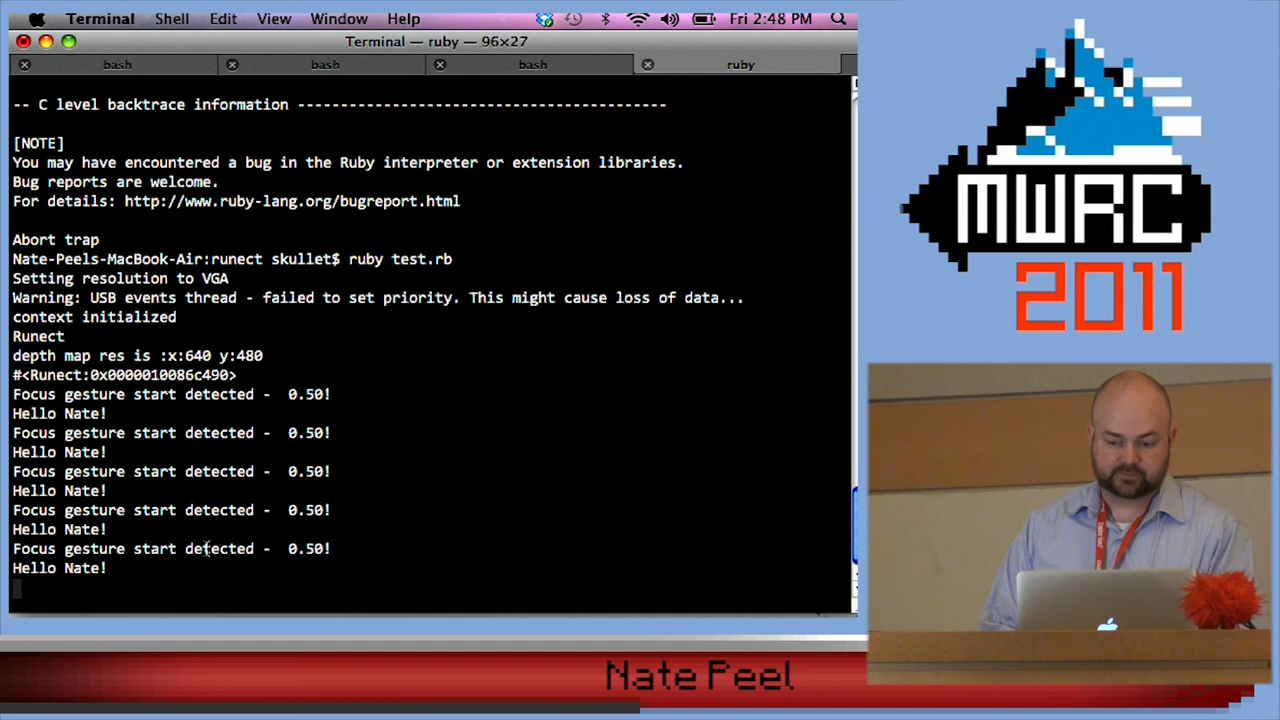 Terminal Shell Edit View Window Help Fri 2:48 PM
Terminal — ruby — 96×27
bash bash bash ruby
-- C level backtrace information -------------------------------------------
[NOTE]
You may have encountered a bug in the Ruby interpreter or extension libraries.
Bug reports are welcome.
For details: http://www.ruby-lang.org/bugreport.html
Abort trap
Nate-Peels-MacBook-Air:runect skullet$ ruby test.rb
Setting resolution to VGA
Warning: USB events thread - failed to set priority. This might cause loss of data...
context initialized
Runect
depth map res is :x:640 y:480
#<Runect:0x0000010086c490>
Focus gesture start detected -  0.50!
Hello Nate!
Focus gesture start detected -  0.50!
Hello Nate!
Focus gesture start detected -  0.50!
Hello Nate!
Focus gesture start detected -  0.50!
Hello Nate!
Focus gesture start detected -  0.50!
Hello Nate!
MWRC
2011
Nate Peel